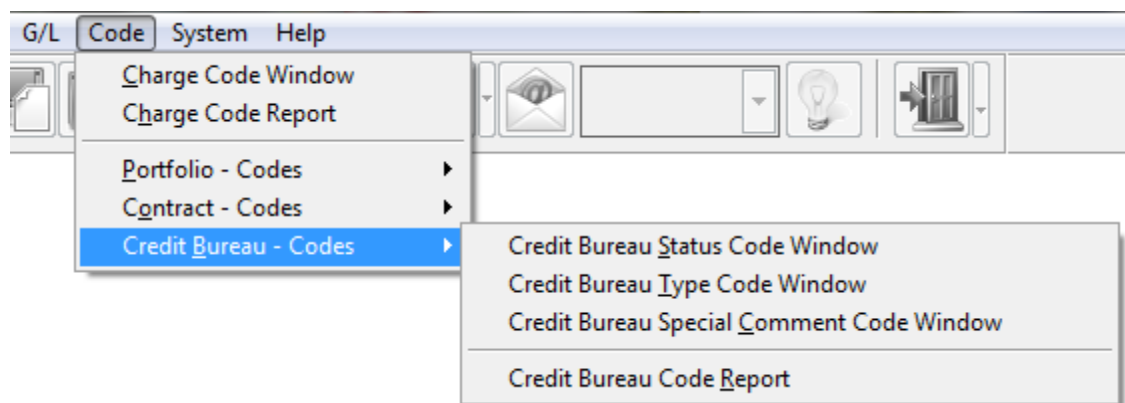 G/L Code System Help
Charge Code Window
Charge Code Report
Portfolio - Codes
Contract - Codes
Credit Bureau - Codes
Credit Bureau Status Code Window
Credit Bureau Type Code Window
Credit Bureau Special Comment Code Window
Credit Bureau Code Report